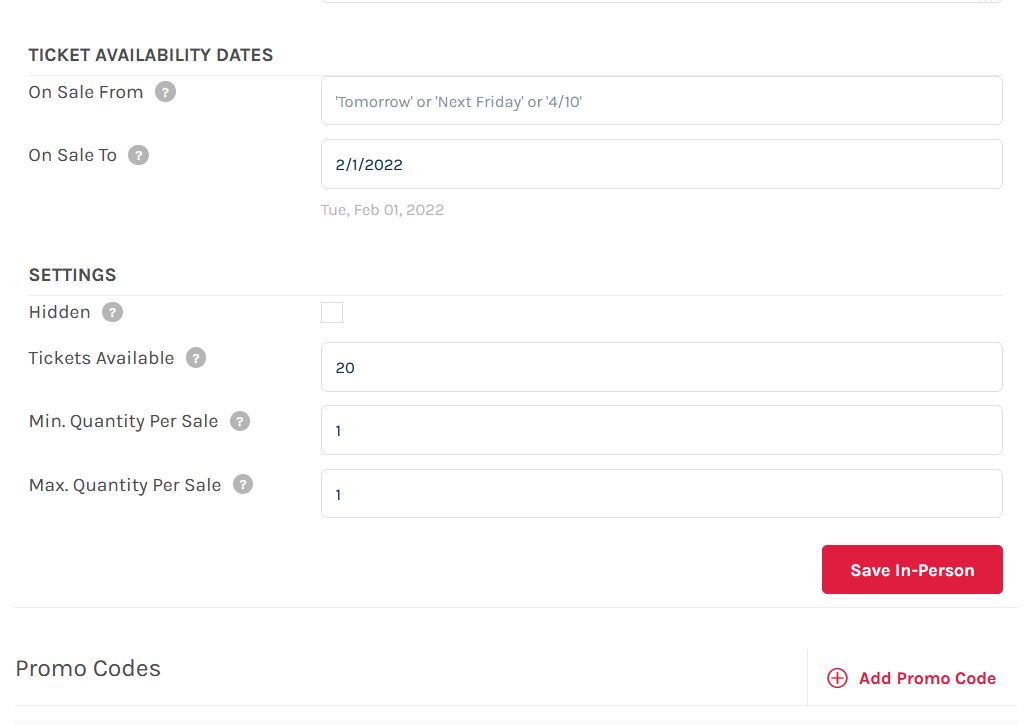 TICKET AVAILABILITY DATES
On Sale From ?
'Tomorrow' or 'Next Friday' or '4/10'
On Sale To ?
2/1/2022
Tue, Feb 01, 2022
SETTINGS
Hidden ?
Tickets Available ?
20
Min. Quantity Per Sale ?
1
Max. Quantity Per Sale ?
1
Save In-Person
Promo Codes
Add Promo Code